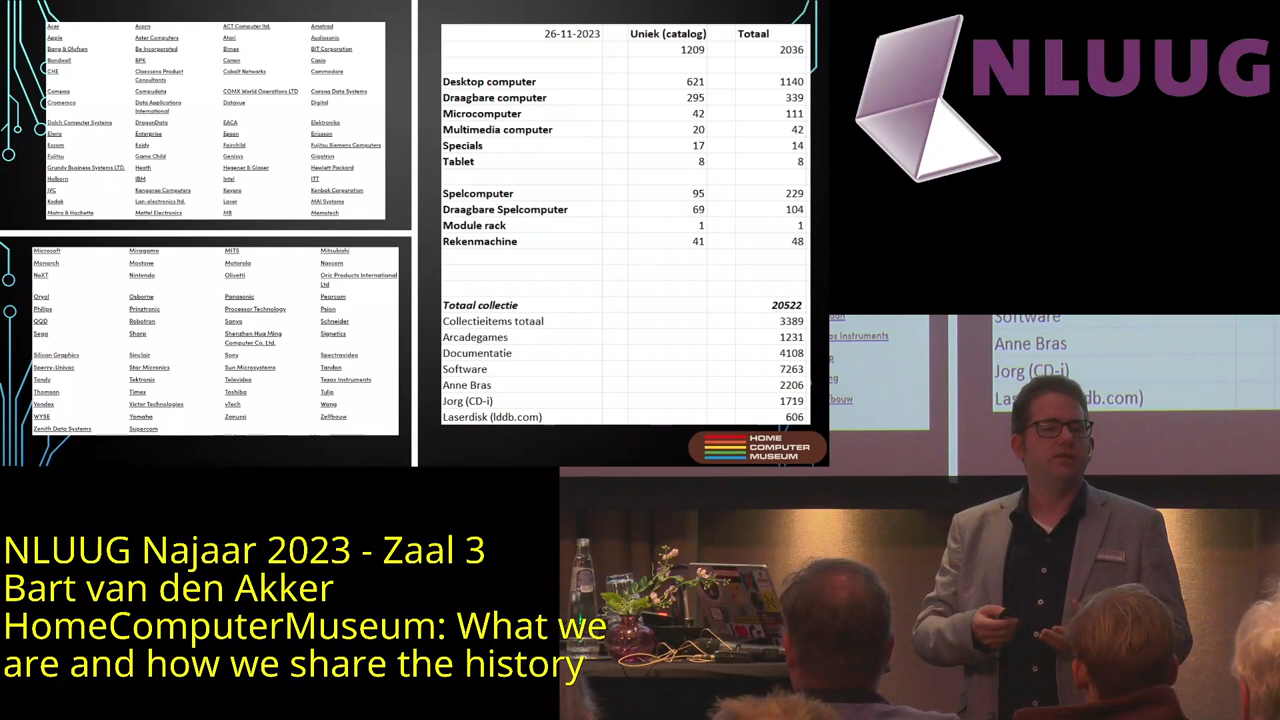 Acer Acorn ACT Computer ltd. Amstrad
Apple Aster Computers Atari Audiosonic
Bang & Olufsen Be Incorporated Bimax BIT Corporation
Bondwell BPK Canon Casio
CHE Claessens Product Consultants Cobalt Networks Commodore
Compaq Compudata COMX World Operations LTD Corona Data Systems
Cromemco Data Applications International Datavue Digital
Dulch Computer Systems DragonData EACA Elektronika
Elwro Enterprise Epson Ericsson
Escom Exidy Fairchild Fujitsu Siemens Computers
Fujitsu Game Child Genisys Gigatron
Grundy Business Systems LTD. Heath Hegener & Glaser Hewlett Packard
Holborn IBM Intel ITT
JVC Kangaroo Computers Kaypro Kenbak Corporation
Kodak Lan-electronics ltd. Laser MAI Systems
Matra & Hachette Mattel Electronics MB Memotech
Microsoft Miragame MITS Mitsubishi
Monarch Mostone Motorola Nascom
NeXT Nintendo Olivetti Oric Products International Ltd
Oryol Osborne Panasonic Pearcom
Philips Prinztronic Processor Technology Psion
QQD Robotron Sanyo Schneider
Sega Sharp Shenzhen Hua Ming Computer Co. Ltd. Signetics
Silicon Graphics Sinclair Sony Spectravideo
Sperry-Univac Star Micronics Sun Microsystems Tandon
Tandy Tektronix Televideo Texas Instruments
Thomson Timex Toshiba Tulip
Vendex Victor Technologies vTech Wang
WYSE Yamaha Zanussi Zelfbouw
Zenith Data Systems Supercom
26-11-2023 Uniek (catalog) Totaal
1209 2036
Desktop computer 621 1140
Draagbare computer 295 339
Microcomputer 42 111
Multimedia computer 20 42
Specials 17 14
Tablet 8 8
Spelcomputer 95 229
Draagbare Spelcomputer 69 104
Module rack 1 1
Rekenmachine 41 48
Totaal collectie 20522
Collectieitems totaal 3389
Arcadegames 1231
Documentatie 4108
Software 7263
Anne Bras 2206
Jorg (CD-i) 1719
Laserdisk (lddb.com) 606
HOME
COMPUTER
MUSEUM
NLUUG
Software
Anne Bras
Jorg (CD-i)
ddb.com)
Instruments
NLUUG Najaar 2023 - Zaal 3
Bart van den Akker
HomeComputerMuseum: What we
are and how we share the history